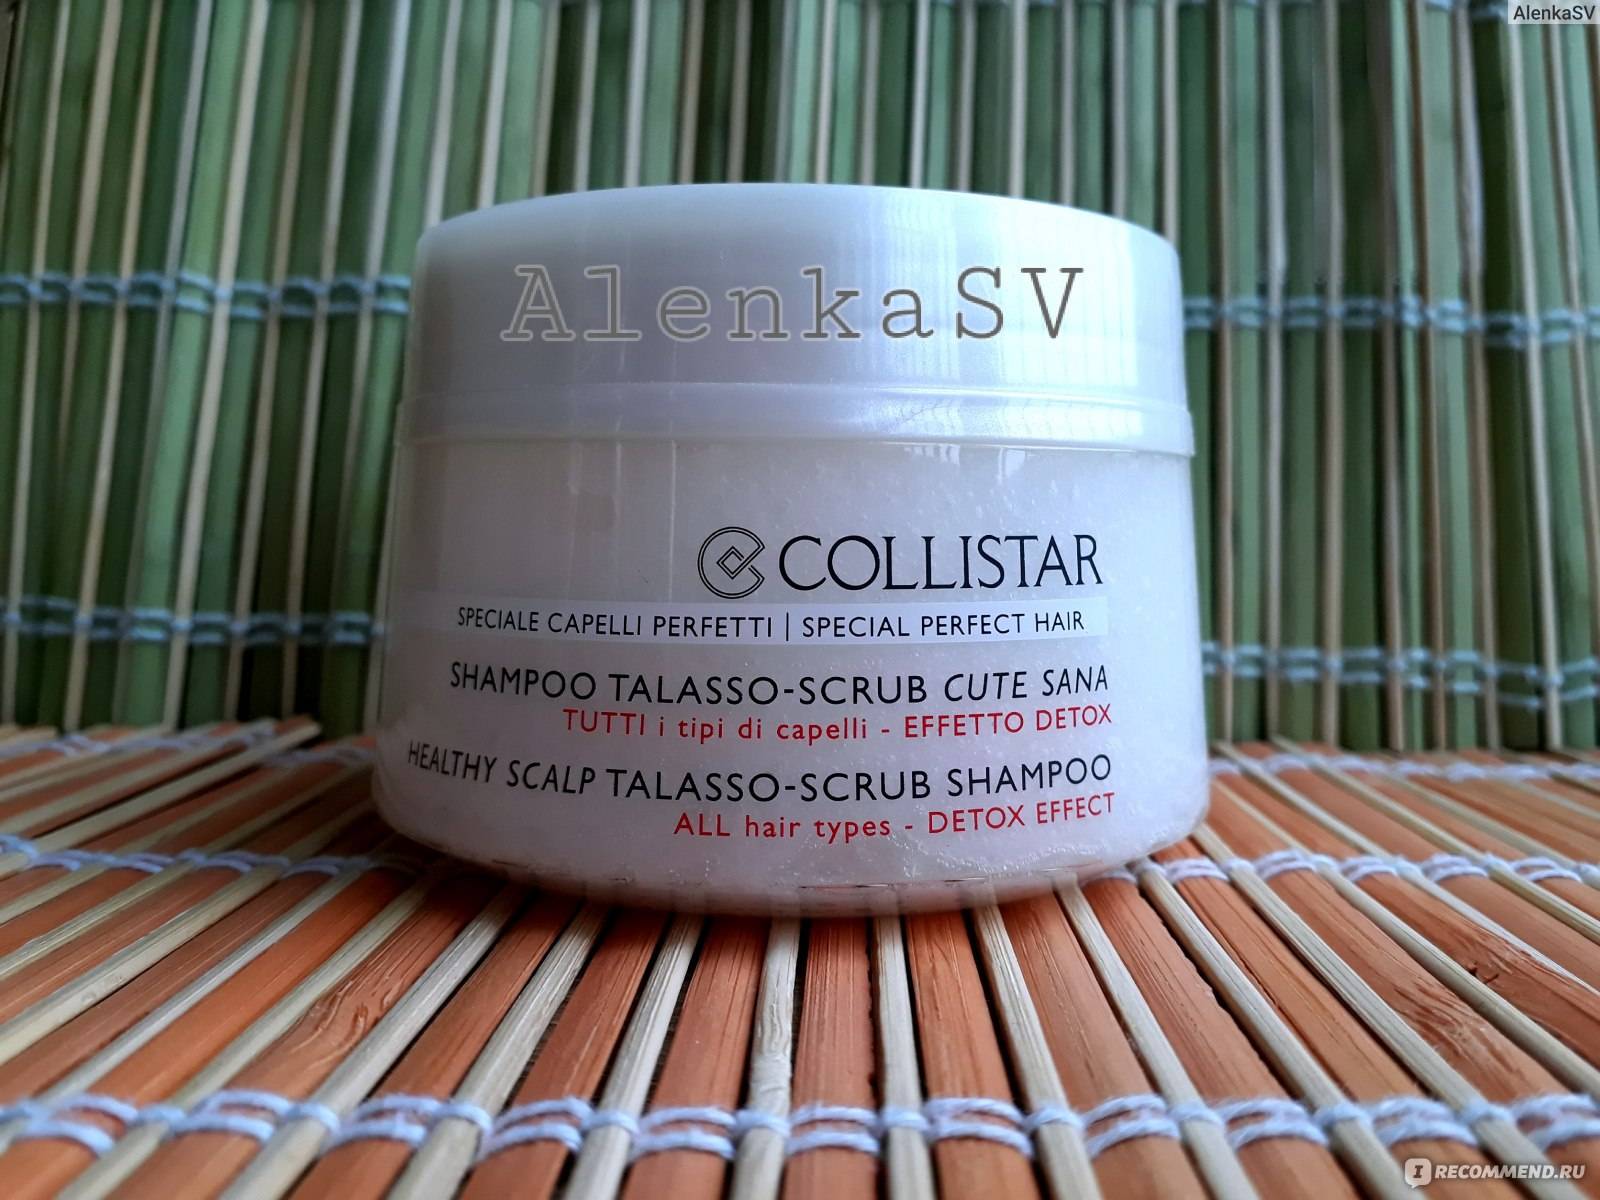 AlenkaSV
AlenkaSV
COLLISTAR
SPECIALE CAPELLI PERFETTI | SPECIAL PERFECT HAIR
SHAMPOO TALASSO-SCRUB CUTE SANA
TUTTI i tipi di capelli - EFFETTO DETOX
HEALTHY SCALP TALASSO-SCRUB SHAMPOO
ALL hair types - DETOX EFFECT
IRECOMMEND.RU